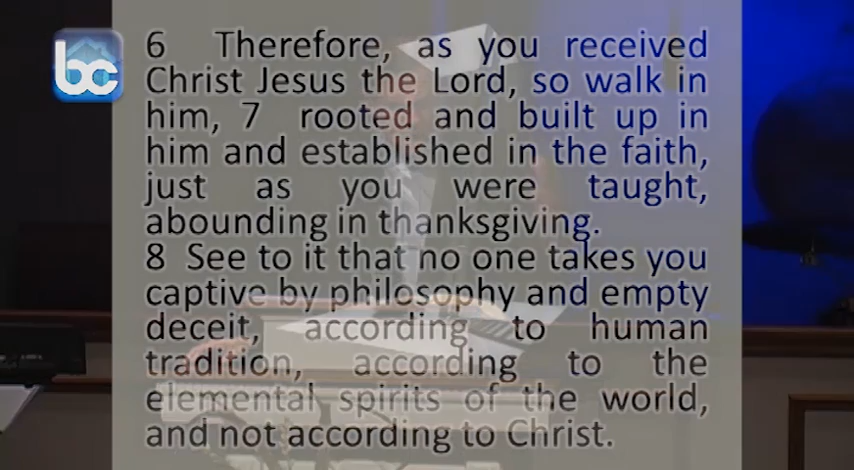 bc
6 Therefore, as you received
Christ Jesus the Lord, so walk in
him, 7 rooted and built up in
him and established in the faith,
just as you were taught,
abounding in thanksgiving.
8 See to it that no one takes you
captive by philosophy and empty
deceit, according to human
tradition, according to the
elemental spirits of the world,
and not according to Christ.